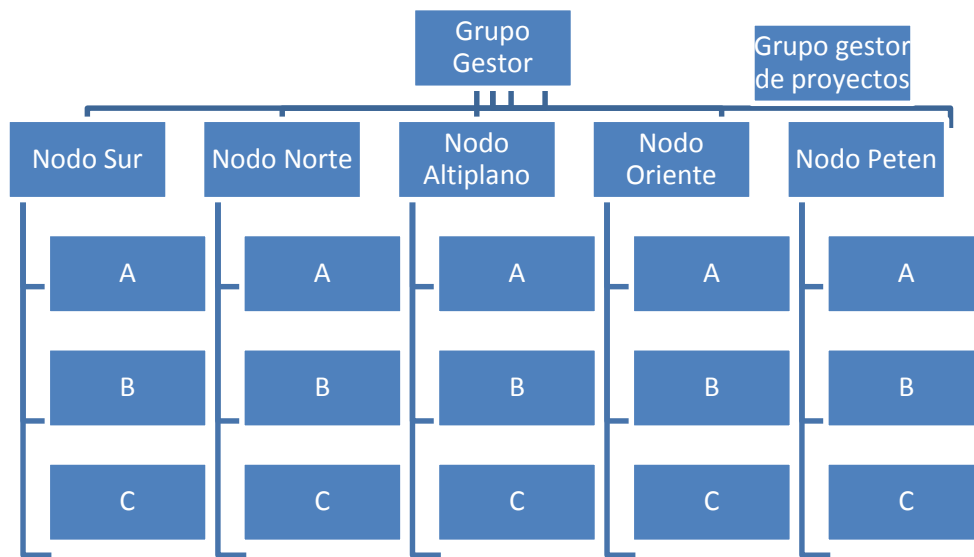 Grupo
Gestor
Grupo gestor
de proyectos
Nodo Sur
Nodo Norte
Nodo
Altiplano
Nodo
Oriente
Nodo Peten
A
A
A
A
A
B
B
B
B
B
C
C
C
C
C